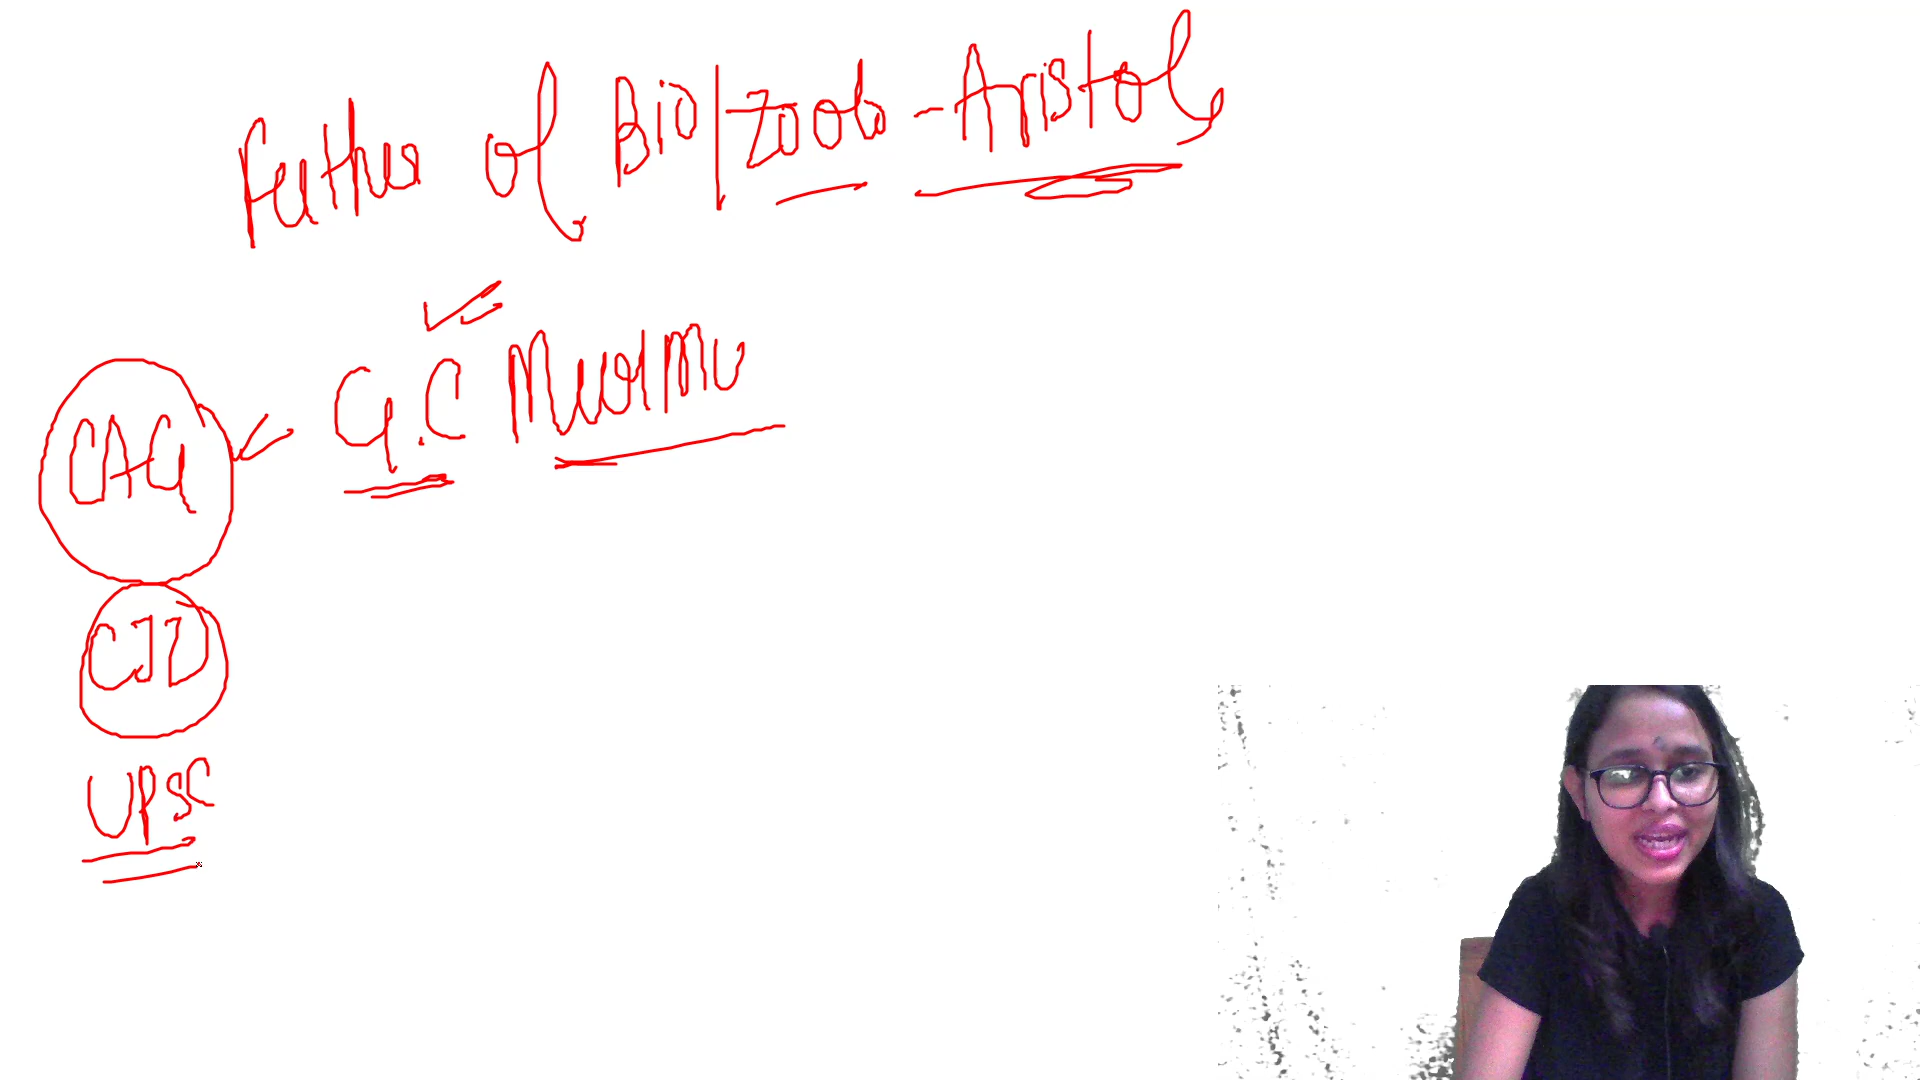 Father of Bio/Zoolo - Aristotle
CAG
G.C Murmu
CJI
UPSC